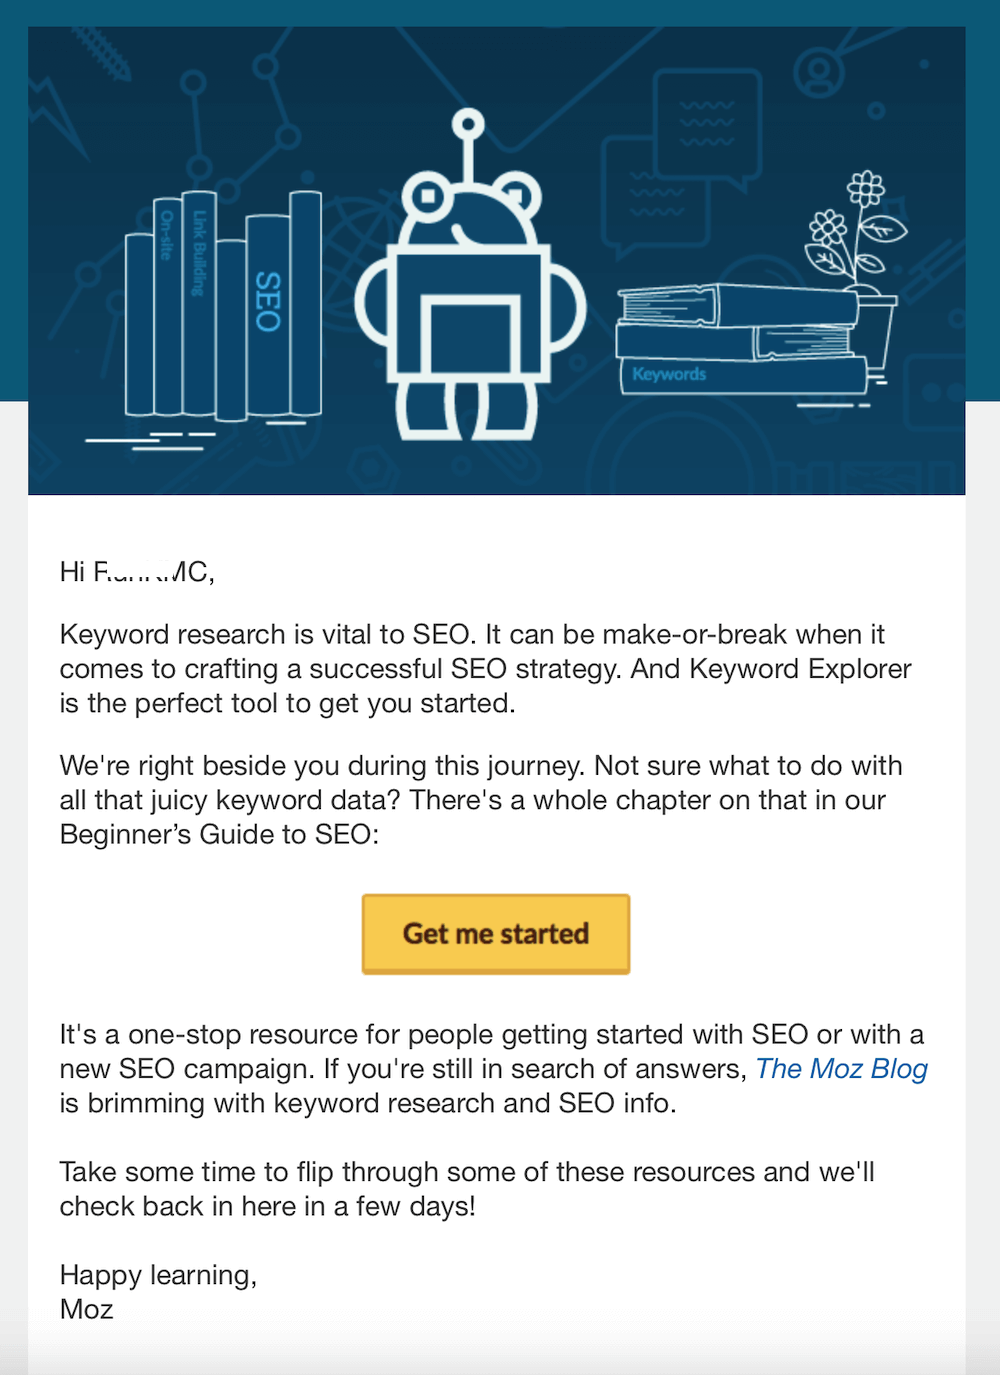 On-site
Link Building
SEO
Keywords
Hi
Keyword research is vital to SEO. It can be make-or-break when it
comes to crafting a successful SEO strategy. And Keyword Explorer
is the perfect tool to get you started.
We're right beside you during this journey. Not sure what to do with
all that juicy keyword data? There's a whole chapter on that in our
Beginner’s Guide to SEO:
Get me started
It's a one-stop resource for people getting started with SEO or with a
new SEO campaign. If you're still in search of answers, The Moz Blog
is brimming with keyword research and SEO info.
Take some time to flip through some of these resources and we'll
check back in here in a few days!
Happy learning,
Moz